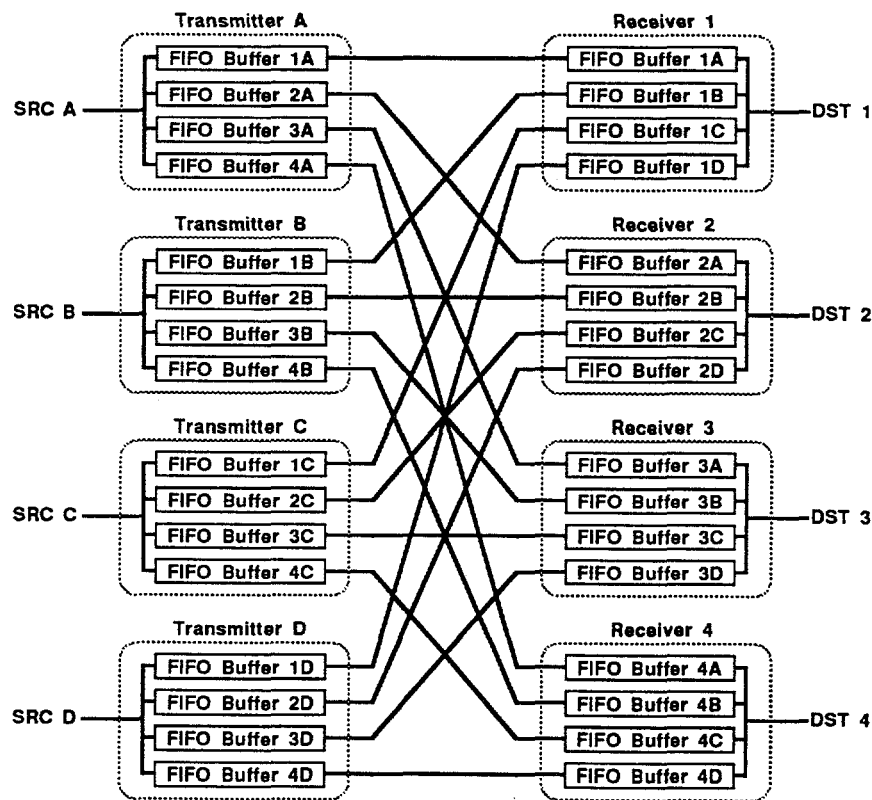 Transmitter A
FIFO Buffer 1A
FIFO Buffer 2A
SRC A
FIFO Buffer 3A
FIFO Buffer 4A
Receiver 1
FIFO Buffer 1A
FIFO Buffer 1B
DST 1
FIFO Buffer 1C
FIFO Buffer 1D
Transmitter B
FIFO Buffer 1B
FIFO Buffer 2B
SRC B
FIFO Buffer 3B
FIFO Buffer 4B
Receiver 2
FIFO Buffer 2A
FIFO Buffer 2B
DST 2
FIFO Buffer 2C
FIFO Buffer 2D
Transmitter C
FIFO Buffer 1C
FIFO Buffer 2C
SRC C
FIFO Buffer 3C
FIFO Buffer 4C
Receiver 3
FIFO Buffer 3A
FIFO Buffer 3B
DST 3
FIFO Buffer 3C
FIFO Buffer 3D
Transmitter D
FIFO Buffer 1D
FIFO Buffer 2D
SRC D
FIFO Buffer 3D
FIFO Buffer 4D
Receiver 4
FIFO Buffer 4A
FIFO Buffer 4B
DST 4
FIFO Buffer 4C
FIFO Buffer 4D